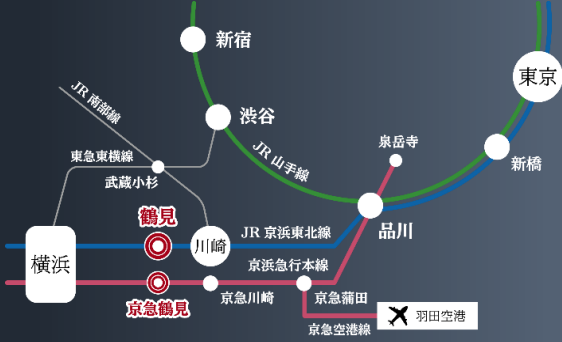 新宿
東京
JR 南部線
渋谷
東急東横線
武蔵小杉
JR 山手線
泉岳寺
新橋
鶴見
川崎
JR 京浜東北線
品川
横浜
京浜急行本線
京急鶴見
京急川崎
京急蒲田
京急空港線
羽田空港